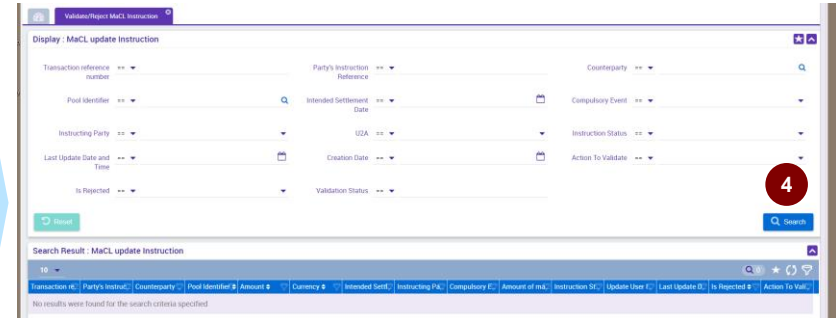 Validate/Reject MaCL Instruction
Display : MaCL update Instruction
Transaction reference number == Party's Instruction Reference == Counterparty ==
Pool Identifier == Intended Settlement Date == Compulsory Event ==
Instructing Party == U2A == Instruction Status ==
Last Update Date and Time == Creation Date == Action To Validate ==
Is Rejected == Validation Status ==
4
Reset Search
Search Result : MaCL update Instruction
10 0
Transaction re Party's Instruc Counterparty Pool Identifier Amount Currency Intended Settl Instructing Pa Compulsory E Amount of ma Instruction St Update User I Last Update D Is Rejected Action To Vali
No results were found for the search criteria specified